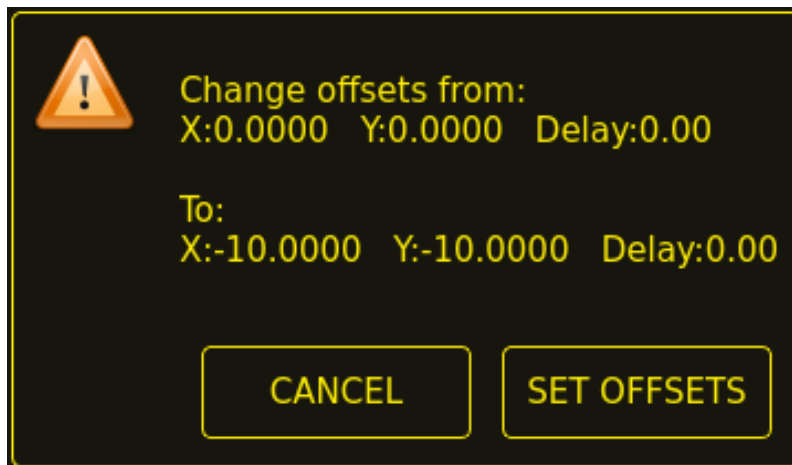 Change offsets from:
X:0.0000 Y:0.0000 Delay:0.00
To:
X:-10.0000 Y:-10.0000 Delay:0.00
CANCEL
SET OFFSETS